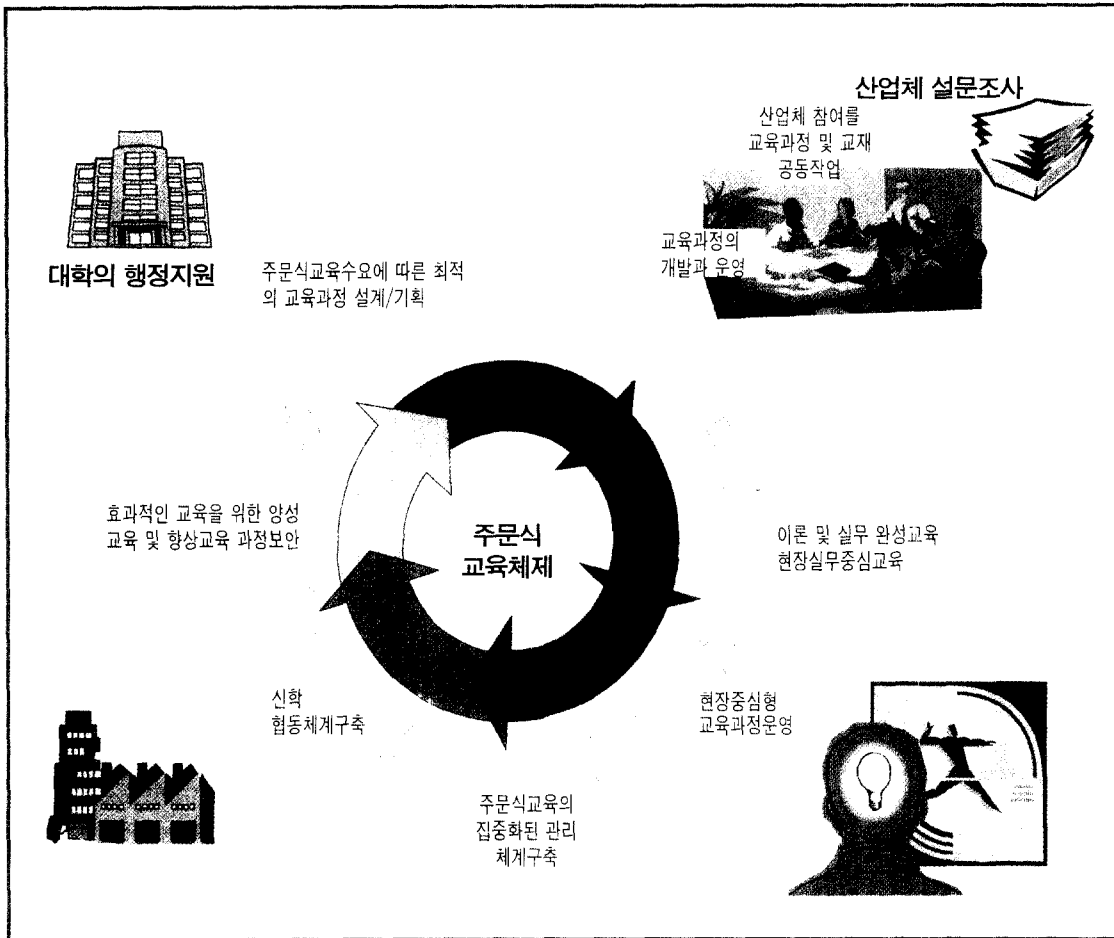 산업체 설문조사
산업체 참여를
교육과정 및 교재
공동작업
교육과정의
개발과 운영
대학의 행정지원
주문식교육수요에 따른 최적
의 교육과정 설계/기획
효과적인 교육을 위한 양성
교육 및 향상교육 과정보안
주문식
교육체제
이론 및 실무 완성교육
현장실무중심교육
신학
협동체계구축
현장중심형
교육과정운영
주문식교육의
집중화된 관리
체계구축